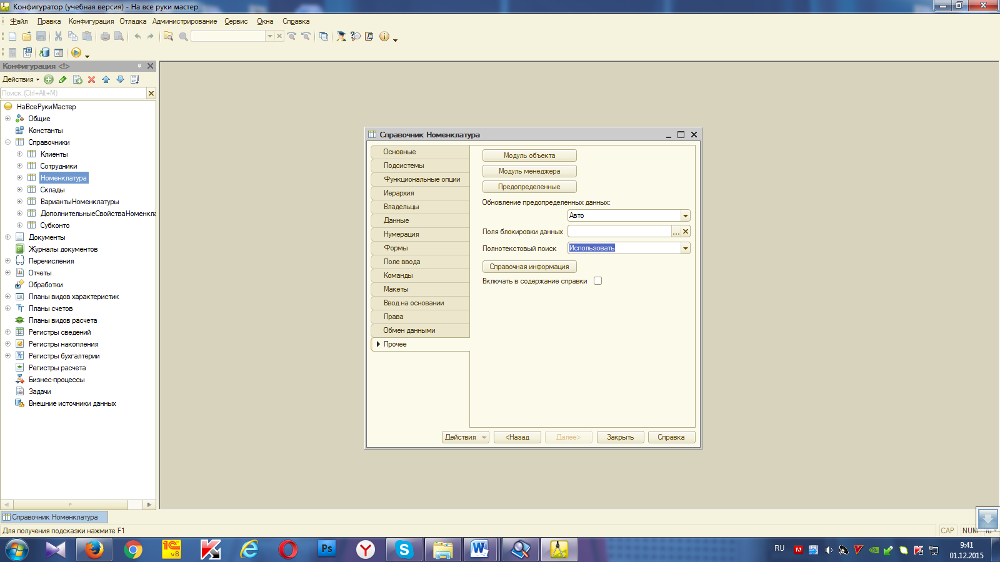 Конфигуратор (учебная версия) - На все руки мастер
Файл Правка Конфигурация Отладка Администрирование Сервис Окна Справка
Конфигурация <!>
Действия
Поиск (Ctrl+Alt+M)
НаВсеРукиМастер
Общие
Константы
Справочники
Клиенты
Сотрудники
Номенклатура
Склады
ВариантыНоменклатуры
ДополнительныеСвойстваНоменкла
Субконто
Документы
Журналы документов
Перечисления
Отчеты
Обработки
Планы видов характеристик
Планы счетов
Планы видов расчета
Регистры сведений
Регистры накопления
Регистры бухгалтерии
Регистры расчета
Бизнес-процессы
Задачи
Внешние источники данных
Справочник Номенклатура
Основные
Подсистемы
Функциональные опции
Иерархия
Владельцы
Данные
Нумерация
Формы
Поле ввода
Команды
Макеты
Ввод на основании
Права
Обмен данными
Прочее
Модуль объекта
Модуль менеджера
Предопределенные
Обновление предопределенных данных:
Авто
Поля блокировки данных
...
Полнотекстовый поиск Использовать
Справочная информация
Включать в содержание справки
Действия <Назад Далее> Закрыть Справка
Справочник Номенклатура
Для получения подсказки нажмите F1
CAP NUM
1С v8
Ps
RU
9:41
01.12.2015